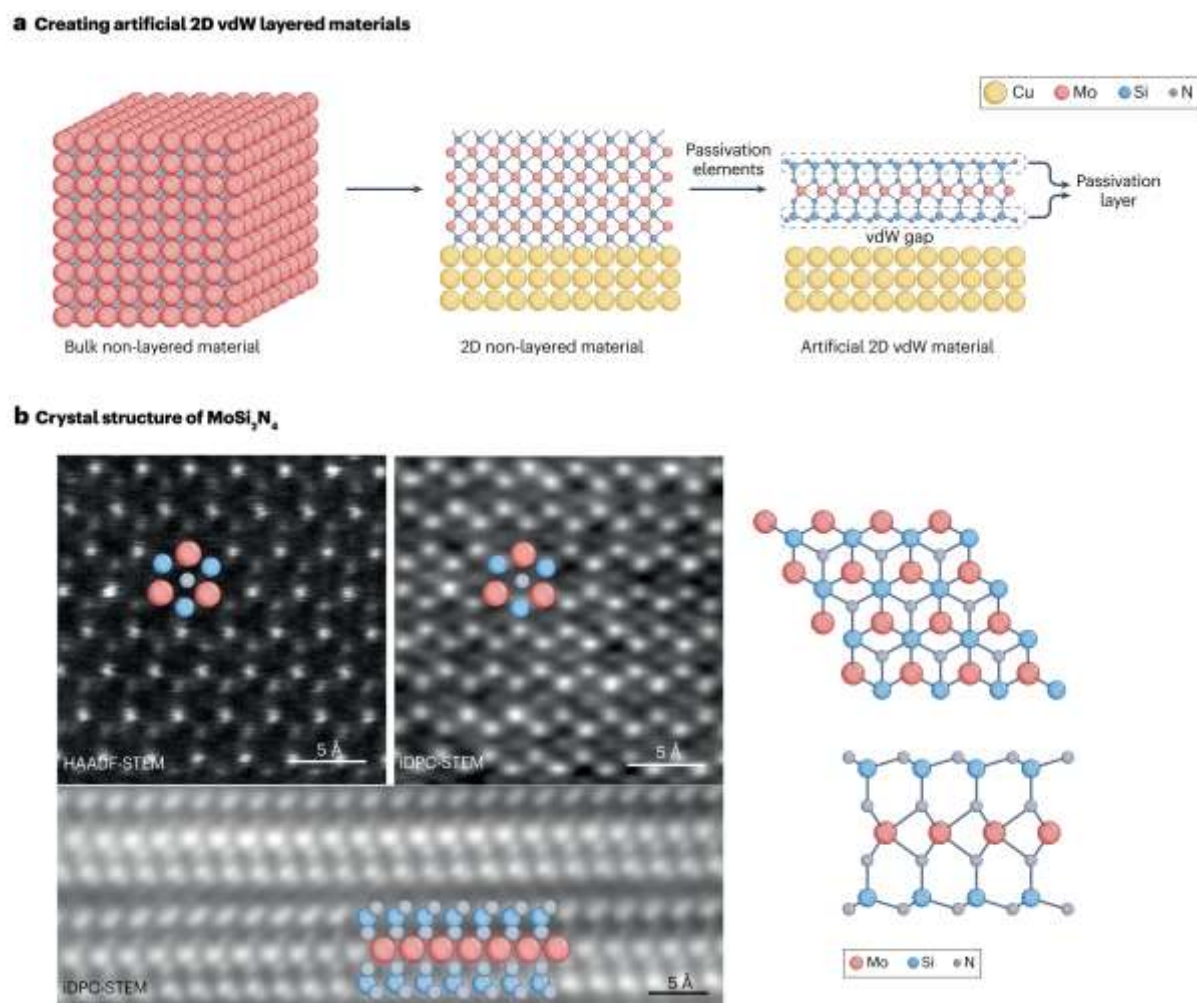 a Creating artificial 2D vdW layered materials
Cu Mo Si N
Passivation
elements
Passivation
layer
vdW gap
Bulk non-layered material
2D non-layered material
Artificial 2D vdW material
b Crystal structure of MoSi₂N₄
HAADF-STEM
5 Å
iDPC-STEM
5 Å
iDPC-STEM
5 Å
Mo Si N